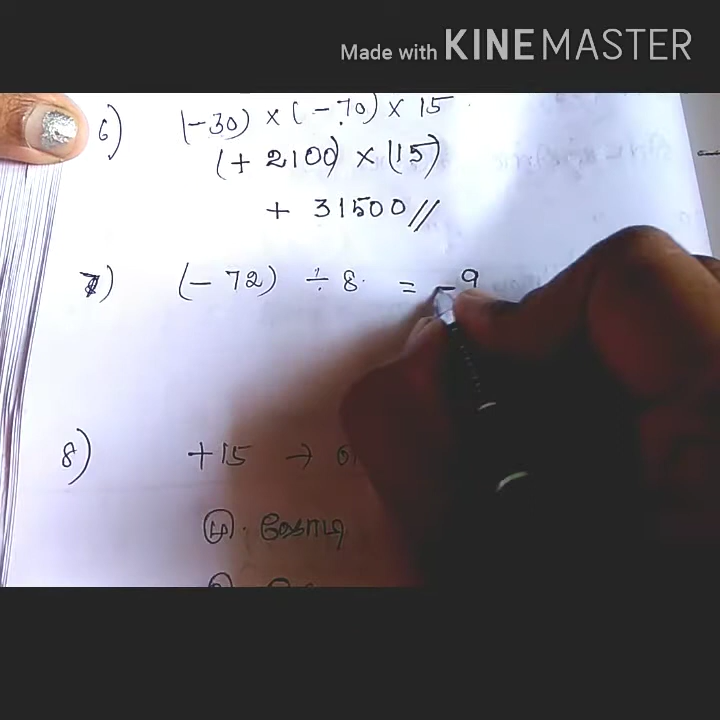 Made with KINEMASTER
6) (-30) × (-70) × 15
(+ 2100) × (15)
+ 31500//
7) (- 72) ÷ 8 = -9
8) +15 →